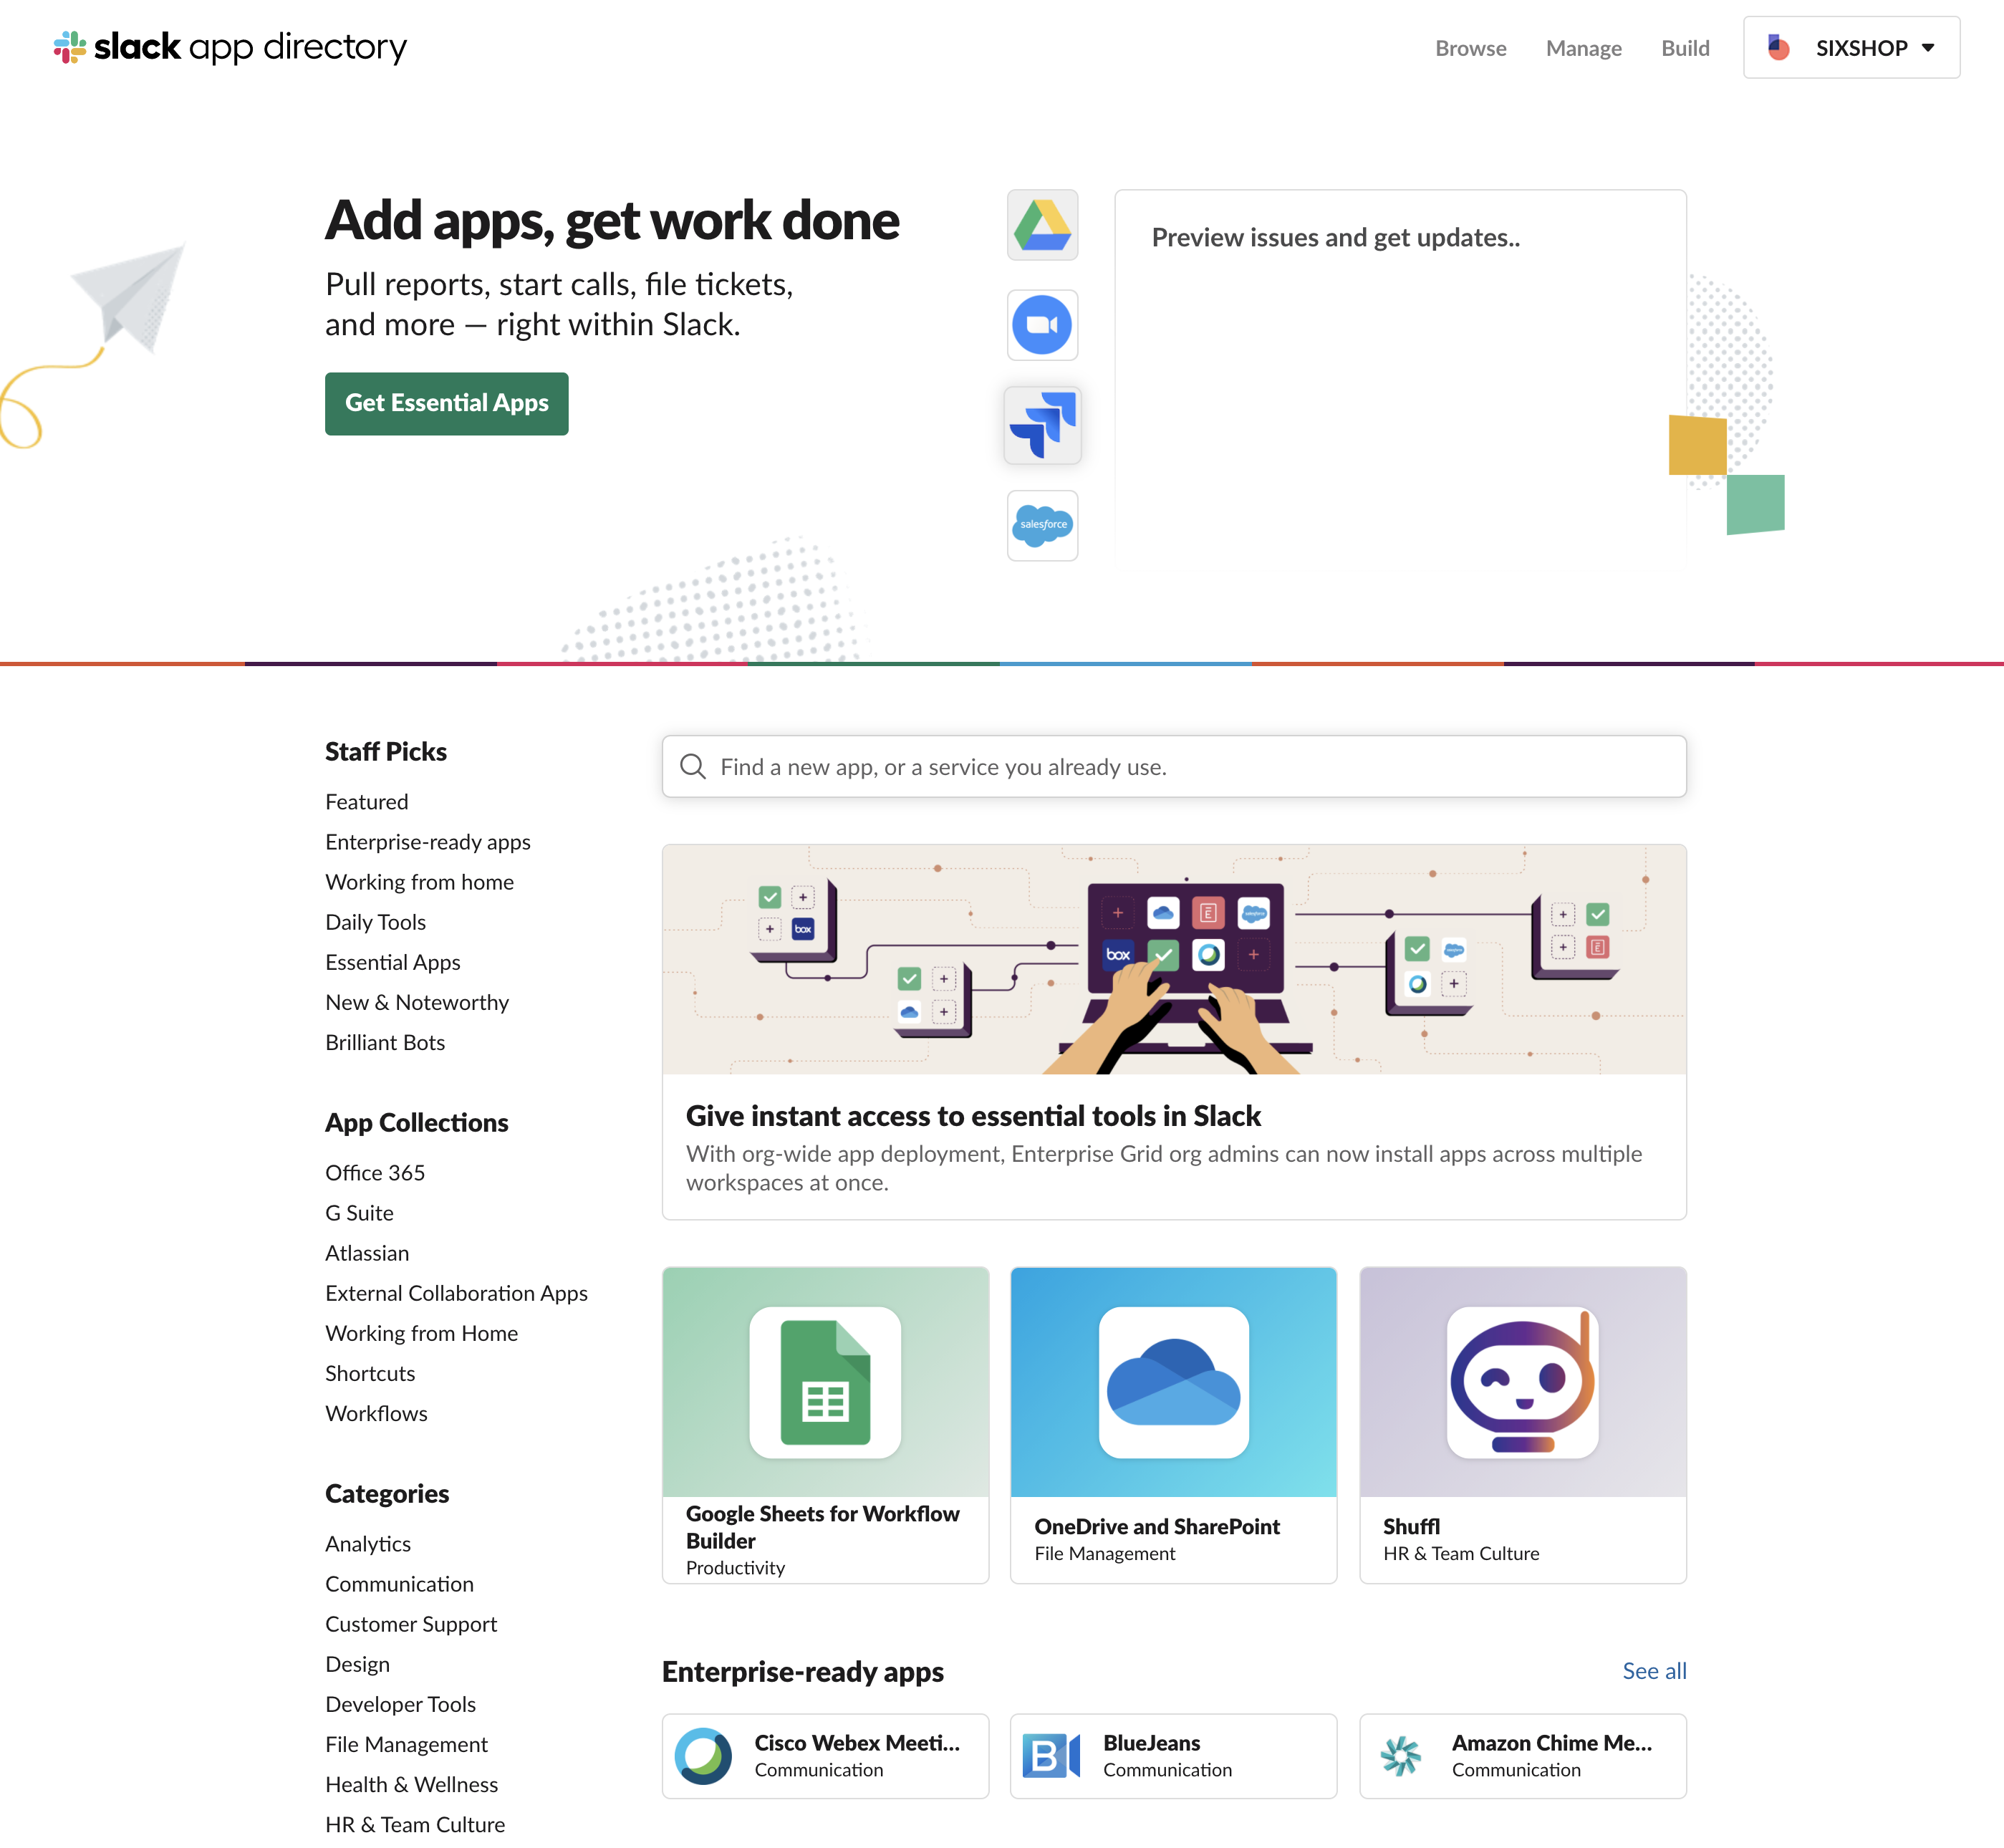 slack app directory
Browse
Manage
Build
SIXSHOP
Add apps, get work done
Pull reports, start calls, file tickets,
and more — right within Slack.
Get Essential Apps
salesforce
Preview issues and get updates..
Staff Picks
Featured
Enterprise-ready apps
Working from home
Daily Tools
Essential Apps
New & Noteworthy
Brilliant Bots
App Collections
Office 365
G Suite
Atlassian
External Collaboration Apps
Working from Home
Shortcuts
Workflows
Categories
Analytics
Communication
Customer Support
Design
Developer Tools
File Management
Health & Wellness
HR & Team Culture
Find a new app, or a service you already use.
box
box
salesforce
Give instant access to essential tools in Slack
With org-wide app deployment, Enterprise Grid org admins can now install apps across multiple
workspaces at once.
Google Sheets for Workflow
Builder
Productivity
OneDrive and SharePoint
File Management
Shuffl
HR & Team Culture
Enterprise-ready apps
See all
Cisco Webex Meeti...
Communication
B
BlueJeans
Communication
Amazon Chime Me...
Communication